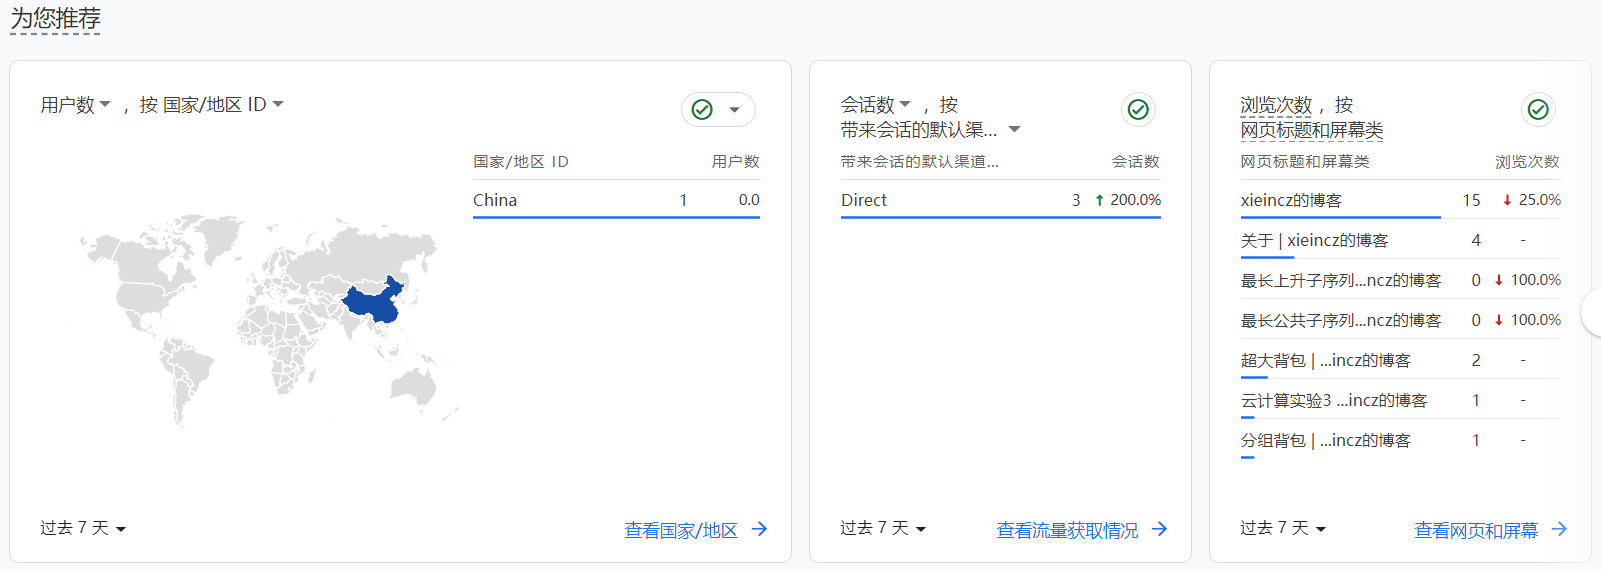 为您推荐
用户数 ， 按 国家/地区 ID
国家/地区 ID 用户数
China 1 0.0
过去 7 天
查看国家/地区
会话数 ， 按
带来会话的默认渠...
带来会话的默认渠道... 会话数
Direct 3 200.0%
过去 7 天
查看流量获取情况
浏览次数 ， 按
网页标题和屏幕类
网页标题和屏幕类 浏览次数
xieincz的博客 15 25.0%
关于 | xieincz的博客 4 -
最长上升子序列...ncz的博客 0 100.0%
最长公共子序列...ncz的博客 0 100.0%
超大背包 | ...incz的博客 2 -
云计算实验3 ...incz的博客 1 -
分组背包 | ...incz的博客 1 -
过去 7 天
查看网页和屏幕